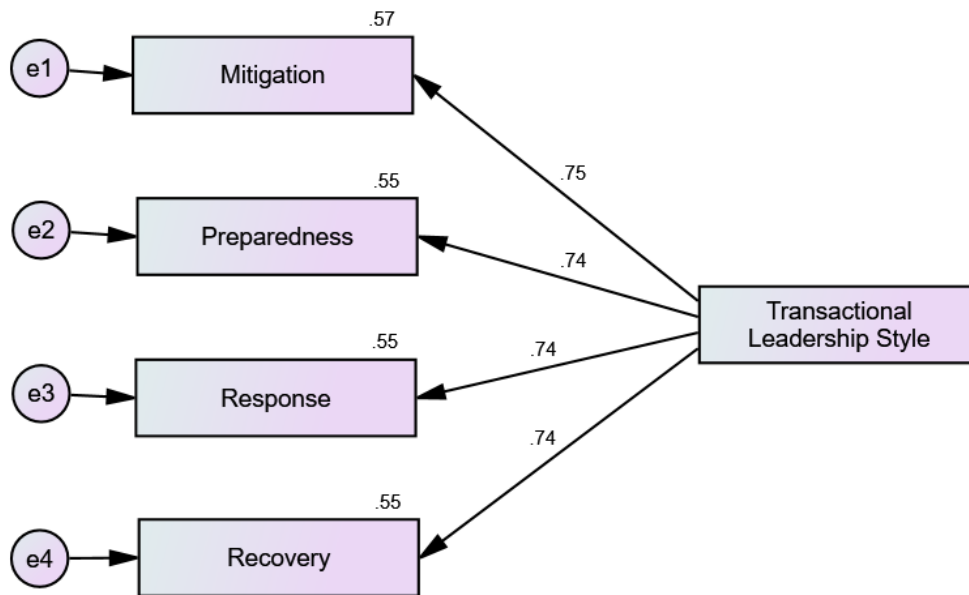 .57
e1
Mitigation
.75
.55
e2
Preparedness
.74
Transactional
Leadership Style
.55
.74
e3
Response
.74
.55
e4
Recovery